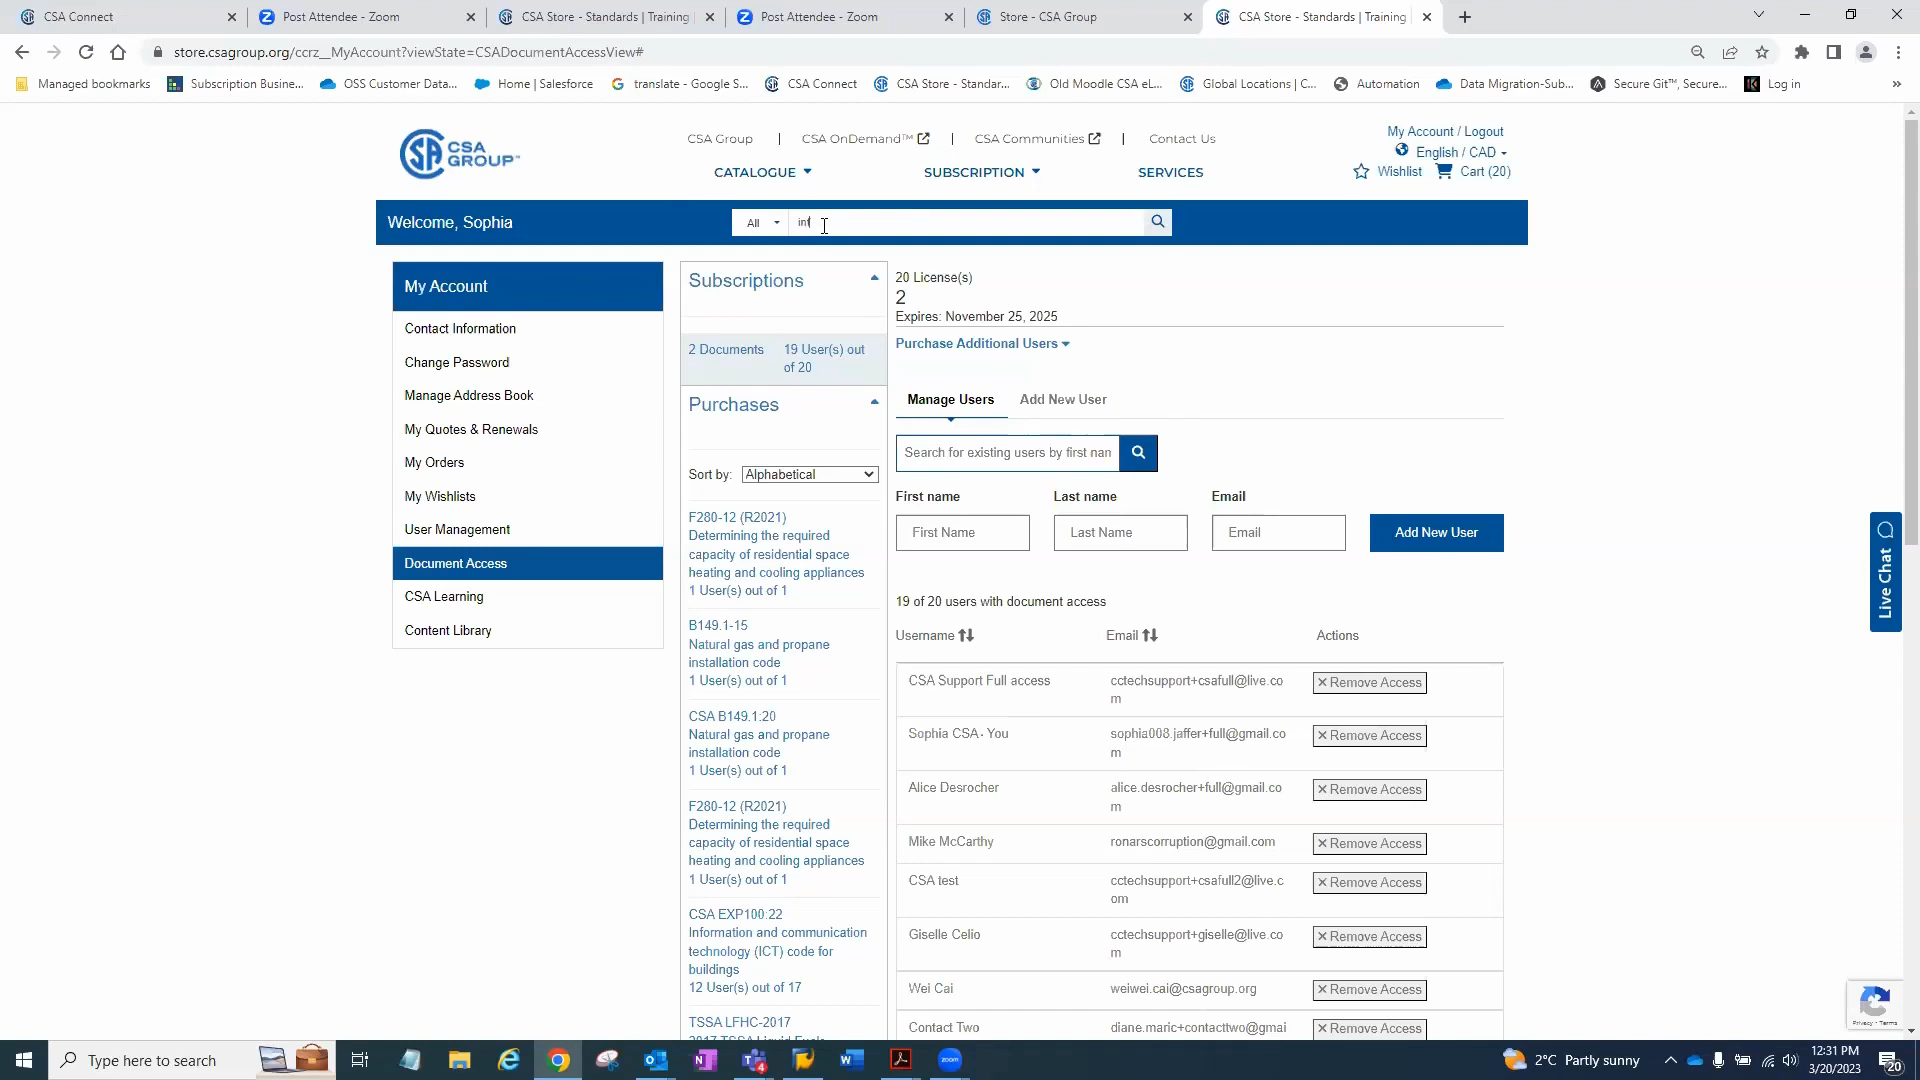 CSA Connect
Post Attendee - Zoom
CSA Store - Standards | Training
Post Attendee - Zoom
Store - CSA Group
CSA Store - Standards | Training
store.csagroup.org/ccrz__MyAccount?viewState=CSADocumentAccessView#
Managed bookmarks
Subscription Busine...
OSS Customer Data...
Home | Salesforce
translate - Google S...
CSA Connect
CSA Store - Standar...
Old Moodle CSA eL...
Global Locations | C...
Automation
Data Migration-Sub...
Secure Git™, Secure...
Log in
CSA GROUP™
CSA Group | CSA OnDemand™ | CSA Communities | Contact Us
My Account / Logout
English / CAD
Wishlist Cart (20)
CATALOGUE SUBSCRIPTION SERVICES
Welcome, Sophia
All
inf
My Account
Contact Information
Change Password
Manage Address Book
My Quotes & Renewals
My Orders
My Wishlists
User Management
Document Access
CSA Learning
Content Library
Subscriptions
2 Documents
19 User(s) out
of 20
Purchases
Sort by: Alphabetical
F280-12 (R2021)
Determining the required
capacity of residential space
heating and cooling appliances
1 User(s) out of 1
B149.1-15
Natural gas and propane
installation code
1 User(s) out of 1
CSA B149.1:20
Natural gas and propane
installation code
1 User(s) out of 1
F280-12 (R2021)
Determining the required
capacity of residential space
heating and cooling appliances
1 User(s) out of 1
CSA EXP100:22
Information and communication
technology (ICT) code for
buildings
12 User(s) out of 17
TSSA LFHC-2017
20 License(s)
2
Expires: November 25, 2025
Purchase Additional Users
Manage Users Add New User
Search for existing users by first nam
First name Last name Email
First Name Last Name Email Add New User
19 of 20 users with document access
Username Email Actions
CSA Support Full access
cctechsupport+csafull@live.co
m
Remove Access
Sophia CSA - You
sophia008.jaffer+full@gmail.co
m
Remove Access
Alice Desrocher
alice.desrocher+full@gmail.co
m
Remove Access
Mike McCarthy
ronarscorruption@gmail.com
Remove Access
CSA test
cctechsupport+csafull2@live.c
om
Remove Access
Giselle Celio
cctechsupport+giselle@live.co
m
Remove Access
Wei Cai
weiwei.cai@csagroup.org
Remove Access
Contact Two
diane.maric+contacttwo@gmai
Remove Access
Live Chat
Privacy - Terms
Type here to search
2°C Partly sunny
12:31 PM
3/20/2023
20